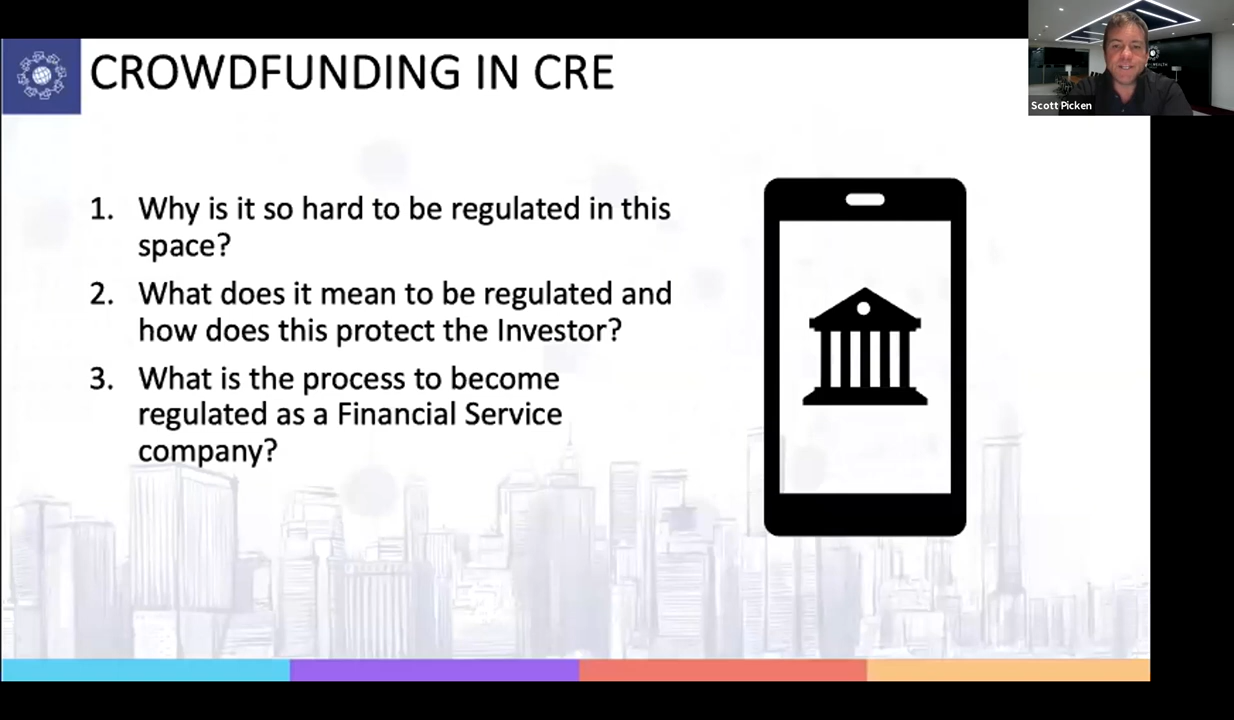 CROWDFUNDING IN CRE
Scott Picken
1. Why is it so hard to be regulated in this
space?
2. What does it mean to be regulated and
how does this protect the Investor?
3. What is the process to become
regulated as a Financial Service
company?